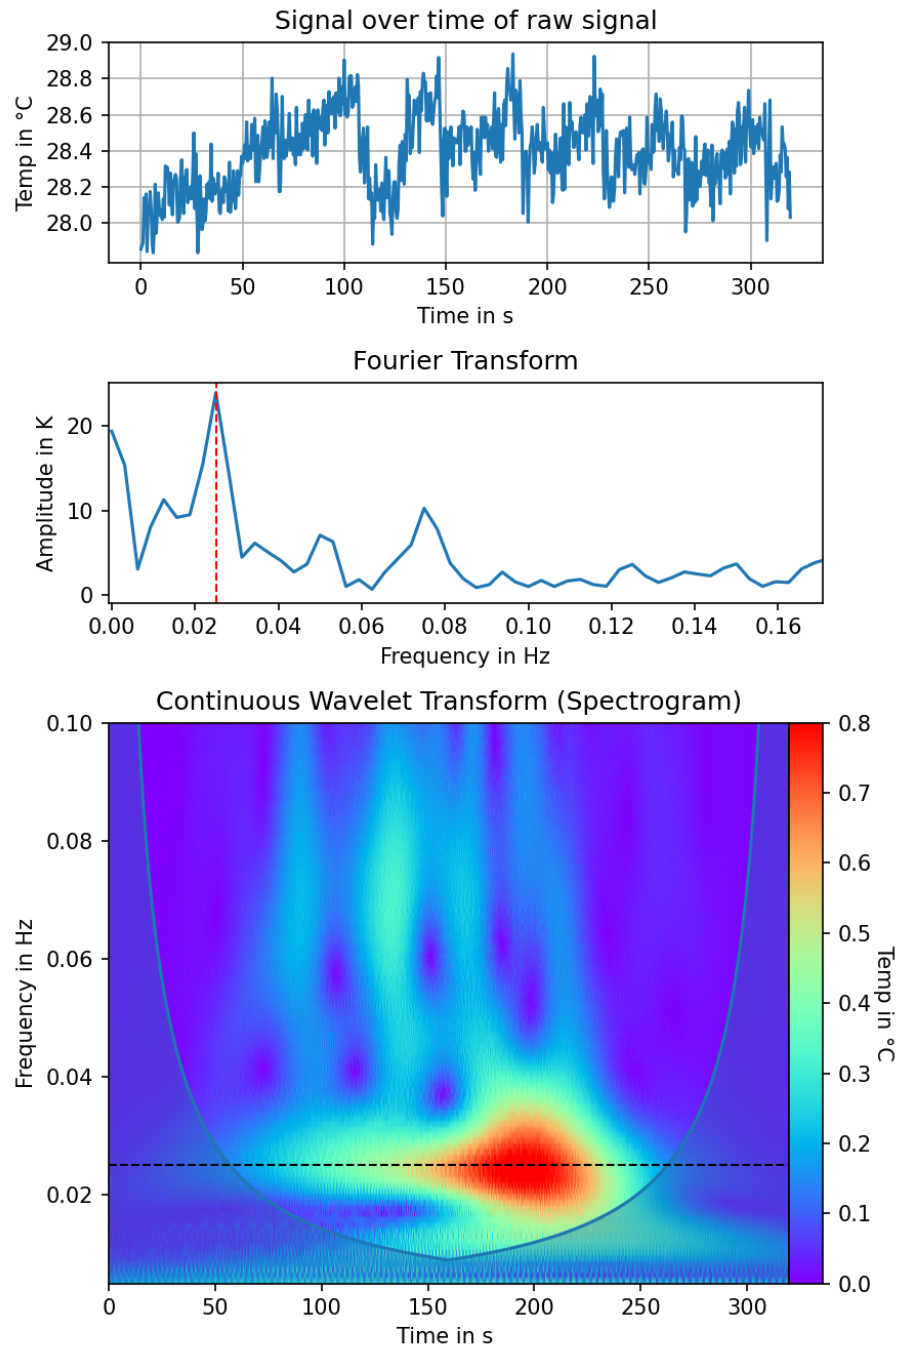 Signal over time of raw signal
29.0
28.8
28.6
28.4
28.2
28.0
Temp in °C
0 50 100 150 200 250 300
Time in s
Fourier Transform
20
10
0
Amplitude in K
0.00 0.02 0.04 0.06 0.08 0.10 0.12 0.14 0.16
Frequency in Hz
Continuous Wavelet Transform (Spectrogram)
0.10
0.08
0.06
0.04
0.02
Frequency in Hz
0 50 100 150 200 250 300
Time in s
0.8
0.7
0.6
0.5
0.4
0.3
0.2
0.1
0.0
Temp in °C